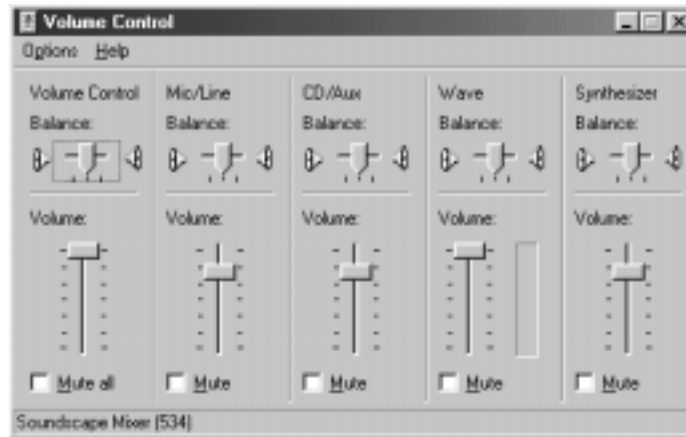 Volume Control
Options Help
Volume Control Mic/Line CD/Aux Wave Synthesizer
Balance: Balance: Balance: Balance: Balance:
Volume: Volume: Volume: Volume: Volume:
Mute all Mute Mute Mute Mute
Soundscape Mixer (534)